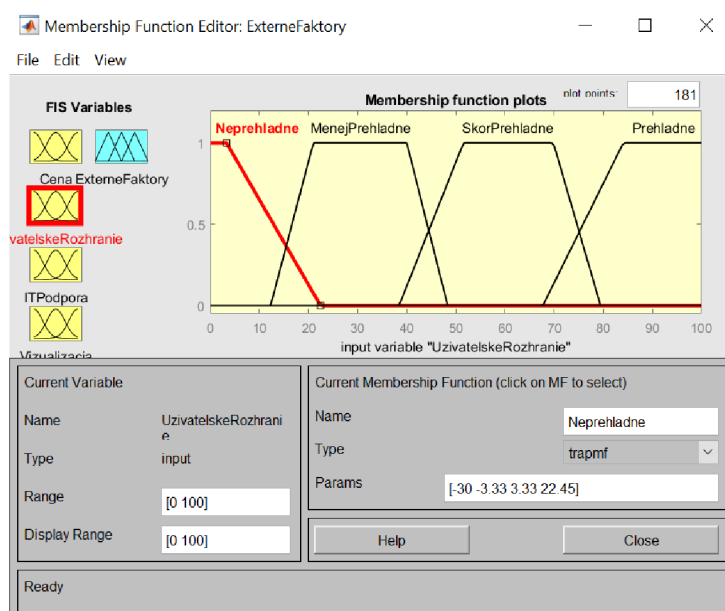 Membership Function Editor: ExterneFaktory
File Edit View
FIS Variables
Cena ExterneFaktory
vatelskeRozhranie
ITPodpora
Vizualizacia
Membership function plots
plot points:
181
Neprehladne MenejPrehladne SkorPrehladne Prehladne
1
0.5
0
0 10 20 30 40 50 60 70 80 90 100
input variable "UzivatelskeRozhranie"
Current Variable
Name UzivatelskeRozhrani
e
Type input
Range [0 100]
Display Range [0 100]
Current Membership Function (click on MF to select)
Name Neprehladne
Type trapmf
Params [-30 -3.33 3.33 22.45]
Help Close
Ready